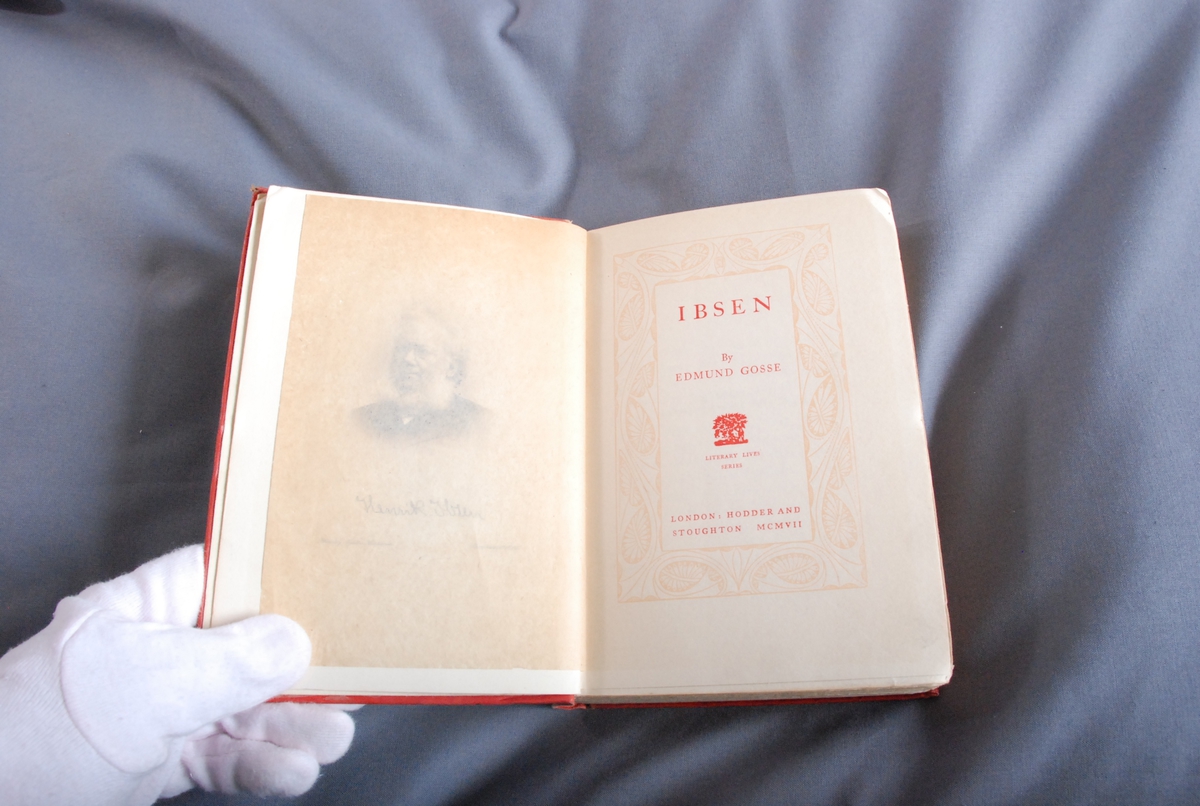 IBSEN
By
EDMUND GOSSE
LITERARY LIVES
SERIES
LONDON: HODDER AND
STOUGHTON MCMVII